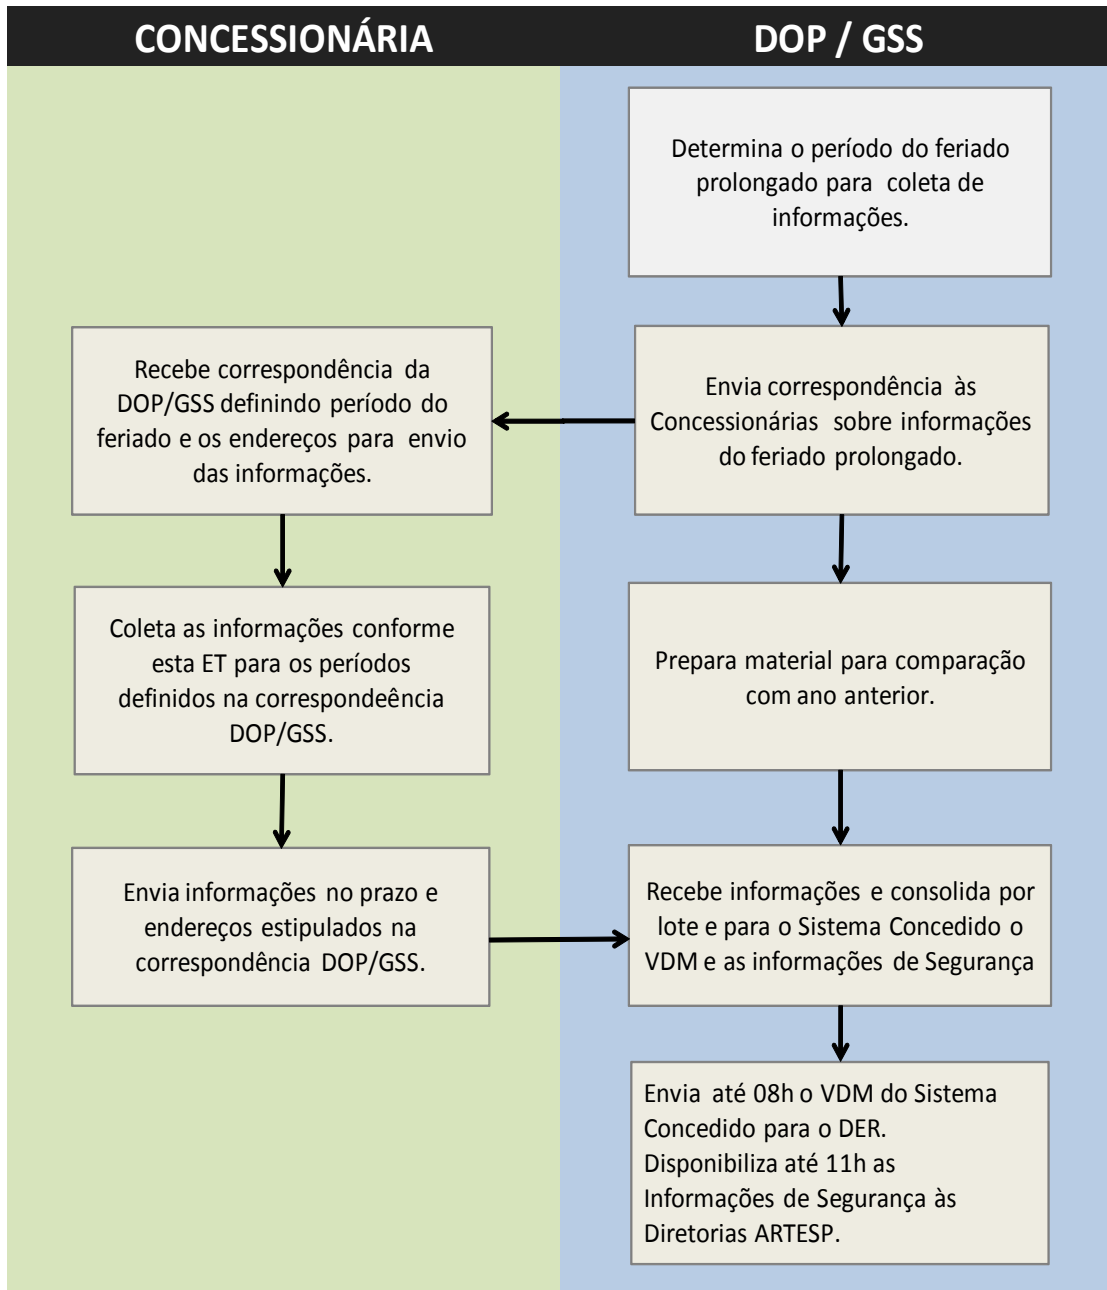 CONCESSIONÁRIA
DOP / GSS
Determina o período do feriado
prolongado para coleta de
informações.
Envia correspondência às
Concessionárias sobre informações
do feriado prolongado.
Recebe correspondência da
DOP/GSS definindo período do
feriado e os endereços para envio
das informações.
Coleta as informações conforme
esta ET para os períodos
definidos na correspondeência
DOP/GSS.
Prepara material para comparação
com ano anterior.
Envia informações no prazo e
endereços estipulados na
correspondência DOP/GSS.
Recebe informações e consolida por
lote e para o Sistema Concedido o
VDM e as informações de Segurança
Envia até 08h o VDM do Sistema
Concedido para o DER.
Disponibiliza até 11h as
Informações de Segurança às
Diretorias ARTESP.